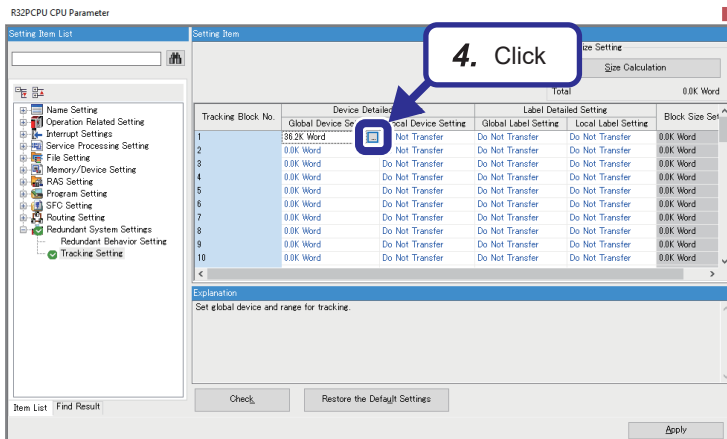 R32PCPU CPU Parameter
Setting Item List
Setting Item
4. Click
ize Setting
Size Calculation
Total 0.0K Word
Name Setting
Operation Related Setting
Interrupt Settings
Service Processing Setting
File Setting
Memory/Device Setting
RAS Setting
Program Setting
SFC Setting
Routing Setting
Redundant System Settings
Redundant Behavior Setting
Tracking Setting
Tracking Block No. Device Detailed Label Detailed Setting Block Size Set
Global Device Se ocal Device Setting Global Label Setting Local Label Setting
1 36.2K Word ... Not Transfer Do Not Transfer Do Not Transfer 0.0K Word
2 0.0K Word Not Transfer Do Not Transfer Do Not Transfer 0.0K Word
3 0.0K Word Do Not Transfer Do Not Transfer Do Not Transfer 0.0K Word
4 0.0K Word Do Not Transfer Do Not Transfer Do Not Transfer 0.0K Word
5 0.0K Word Do Not Transfer Do Not Transfer Do Not Transfer 0.0K Word
6 0.0K Word Do Not Transfer Do Not Transfer Do Not Transfer 0.0K Word
7 0.0K Word Do Not Transfer Do Not Transfer Do Not Transfer 0.0K Word
8 0.0K Word Do Not Transfer Do Not Transfer Do Not Transfer 0.0K Word
9 0.0K Word Do Not Transfer Do Not Transfer Do Not Transfer 0.0K Word
10 0.0K Word Do Not Transfer Do Not Transfer Do Not Transfer 0.0K Word
Explanation
Set global device and range for tracking.
Item List Find Result
Check Restore the Default Settings
Apply